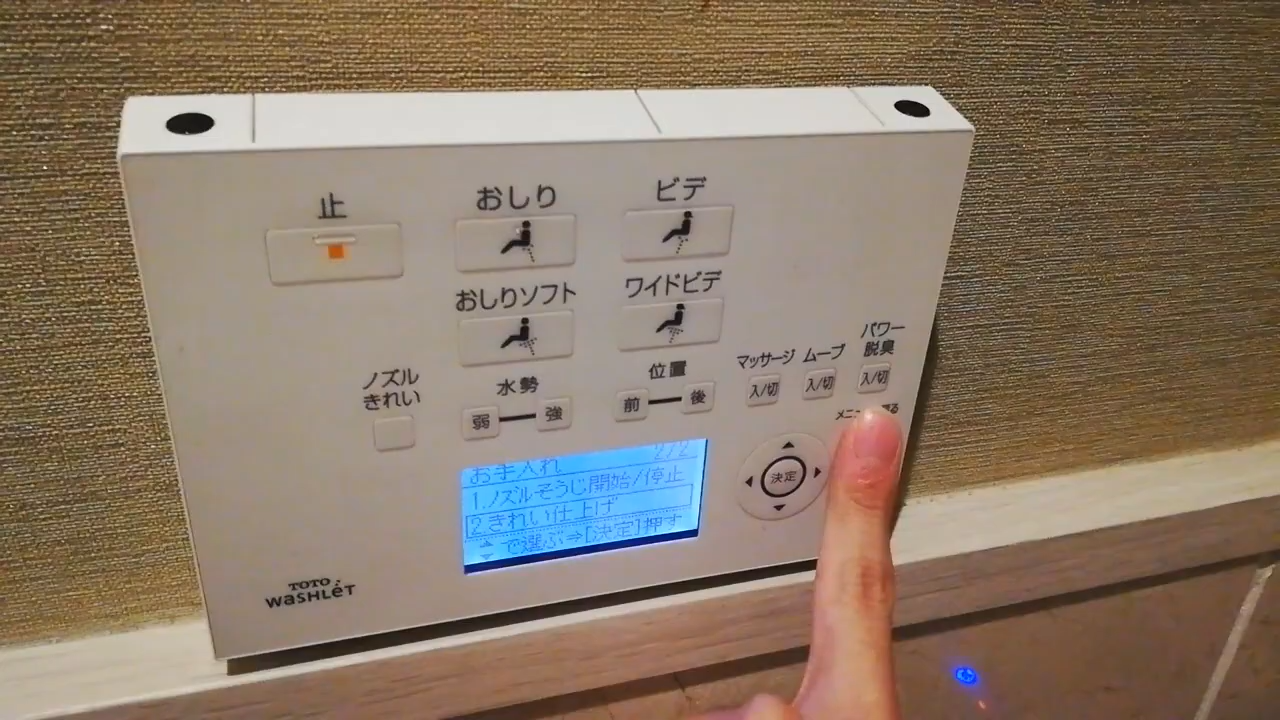 止
おしり
ビデ
おしりソフト
ワイドビデ
ノズル
きれい
水勢
弱
強
位置
前
後
マッサージ
入/切
ムーブ
入/切
パワー
脱臭
入/切
決定
お手入れ 2/2
1.ノズルそうじ開始/停止
2.きれい仕上げ
で選ぶ⇒[決定]押す
TOTO
WASHLET